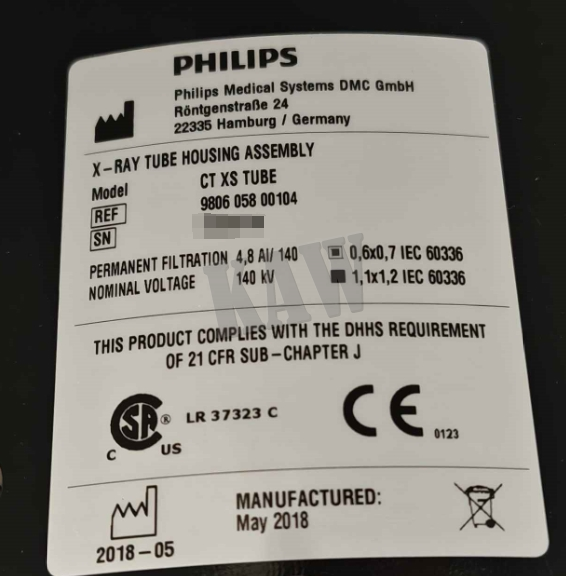 PHILIPS
Philips Medical Systems DMC GmbH
Röntgenstraße 24
22335 Hamburg / Germany
X-RAY TUBE HOUSING ASSEMBLY
Model CT XS TUBE
REF 9806 058 00104
SN
PERMANENT FILTRATION 4,8 Al/ 140 0,6x0,7 IEC 60336
NOMINAL VOLTAGE 140 kV 1,1x1,2 IEC 60336
KAW
THIS PRODUCT COMPLIES WITH THE DHHS REQUIREMENT
OF 21 CFR SUB-CHAPTER J
CSA ® LR 37323 C CE 0123
C US
MANUFACTURED:
May 2018
2018-05